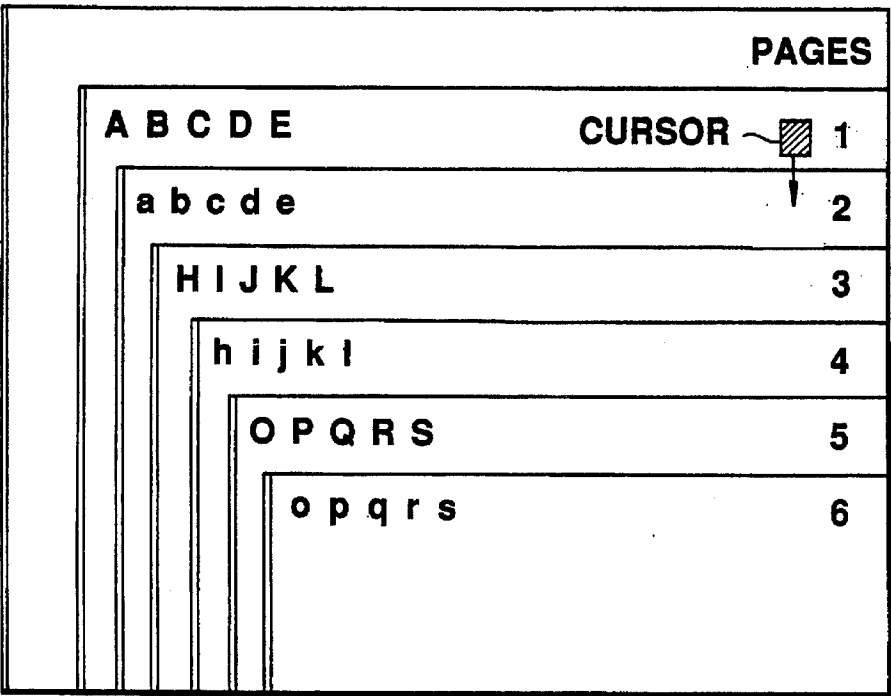 PAGES
A B C D E CURSOR 1
a b c d e 2
H I J K L 3
h i j k l 4
O P Q R S 5
o p q r s 6